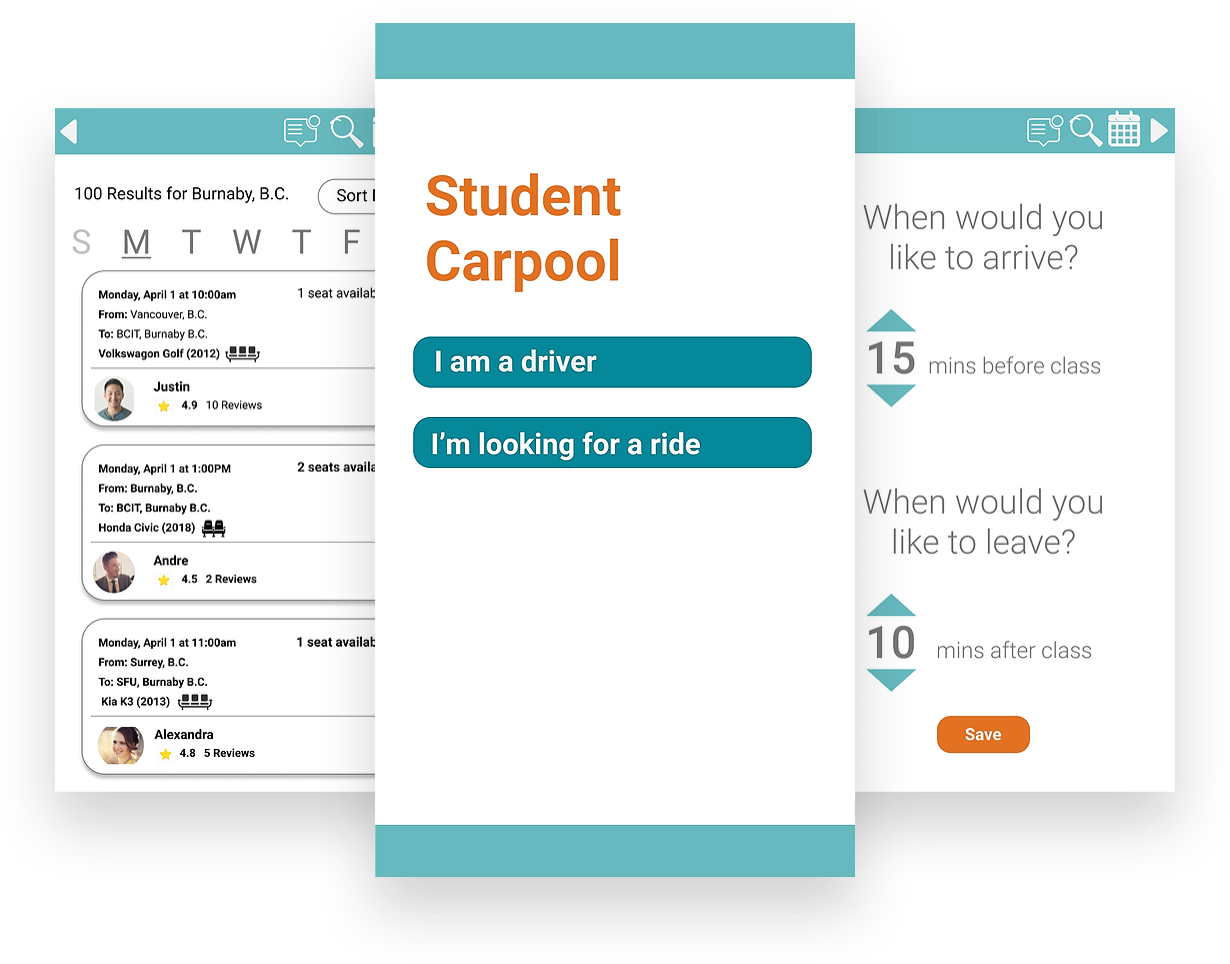 100 Results for Burnaby, B.C.
Sort
S M T W T F
Monday, April 1 at 10:00am 1 seat availab
From: Vancouver, B.C.
To: BCIT, Burnaby B.C.
Volkswagon Golf (2012)
Justin
4.9 10 Reviews
Monday, April 1 at 1:00PM 2 seats availa
From: Burnaby, B.C.
To: BCIT, Burnaby B.C.
Honda Civic (2018)
Andre
4.5 2 Reviews
Monday, April 1 at 11:00am 1 seat availab
From: Surrey, B.C.
To: SFU, Burnaby B.C.
Kia K3 (2013)
Alexandra
4.8 5 Reviews
Student
Carpool
I am a driver
I'm looking for a ride
When would you
like to arrive?
15 mins before class
When would you
like to leave?
10 mins after class
Save